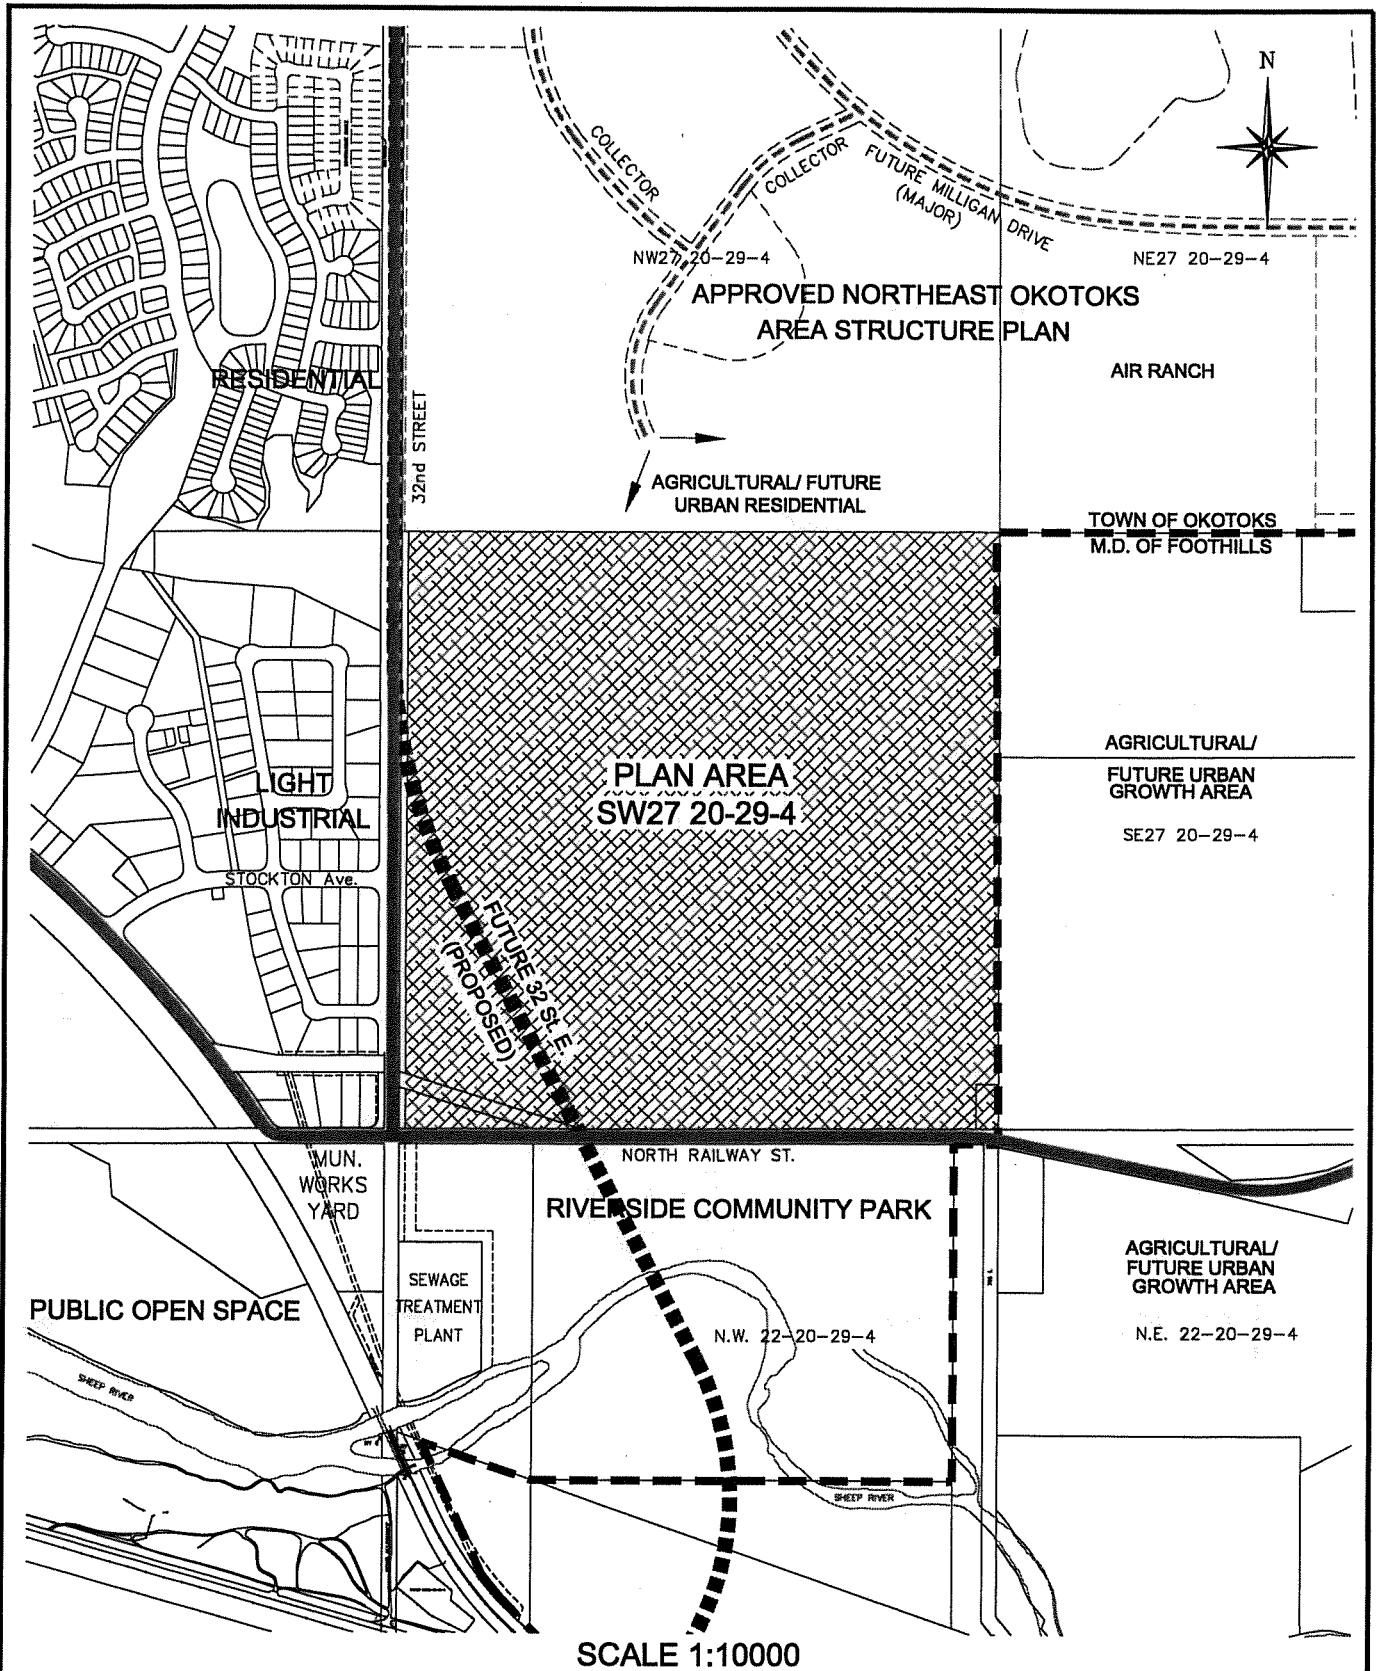 N
COLLECTOR
COLLECTOR
FUTURE MILLIGAN DRIVE
(MAJOR)
NW27 20-29-4
NE27 20-29-4
APPROVED NORTHEAST OKOTOKS
AREA STRUCTURE PLAN
AIR RANCH
RESIDENTIAL
32nd STREET
AGRICULTURAL/ FUTURE
URBAN RESIDENTIAL
TOWN OF OKOTOKS
M.D. OF FOOTHILLS
PLAN AREA
SW27 20-29-4
AGRICULTURAL/
FUTURE URBAN
GROWTH AREA
SE27 20-29-4
LIGHT
INDUSTRIAL
STOCKTON Ave.
FUTURE 32 St. E.
(PROPOSED)
NORTH RAILWAY ST.
MUN.
WORKS
YARD
RIVERSIDE COMMUNITY PARK
SEWAGE
TREATMENT
PLANT
PUBLIC OPEN SPACE
AGRICULTURAL/
FUTURE URBAN
GROWTH AREA
N.W. 22-20-29-4
N.E. 22-20-29-4
SHEEP RIVER
SHEEP RIVER
SCALE 1:10000